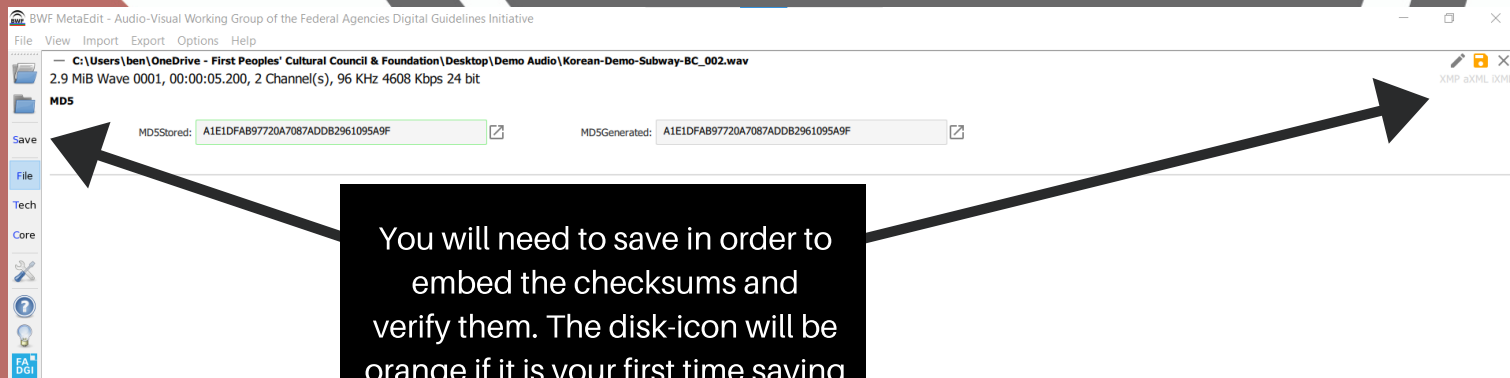 BWF MetaEdit - Audio-Visual Working Group of the Federal Agencies Digital Guidelines Initiative
File View Import Export Options Help
— C:\Users\ben\OneDrive - First Peoples' Cultural Council & Foundation\Desktop\Demo Audio\Korean-Demo-Subway-BC_002.wav
2.9 MiB Wave 0001, 00:00:05.200, 2 Channel(s), 96 KHz 4608 Kbps 24 bit
XMP aXML iXML
MD5
MD5Stored: A1E1DFAB97720A7087ADDB2961095A9F MD5Generated: A1E1DFAB97720A7087ADDB2961095A9F
Save
File
Tech
Core
FA
DGI
You will need to save in order to
embed the checksums and
verify them. The disk-icon will be
orange if it is your first time saving